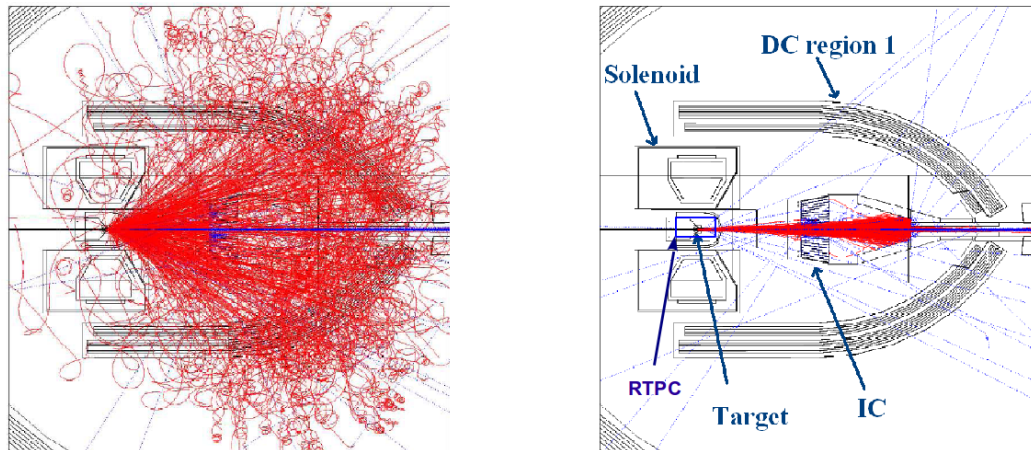 DC region 1
Solenoid
RTPC
Target
IC